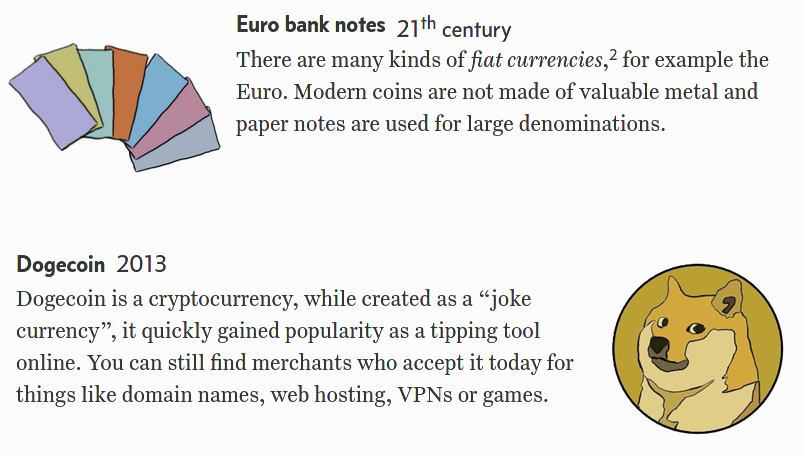 Euro bank notes 21th century
There are many kinds of fiat currencies,2 for example the
Euro. Modern coins are not made of valuable metal and
paper notes are used for large denominations.
Dogecoin 2013
Dogecoin is a cryptocurrency, while created as a “joke
currency”, it quickly gained popularity as a tipping tool
online. You can still find merchants who accept it today for
things like domain names, web hosting, VPNs or games.